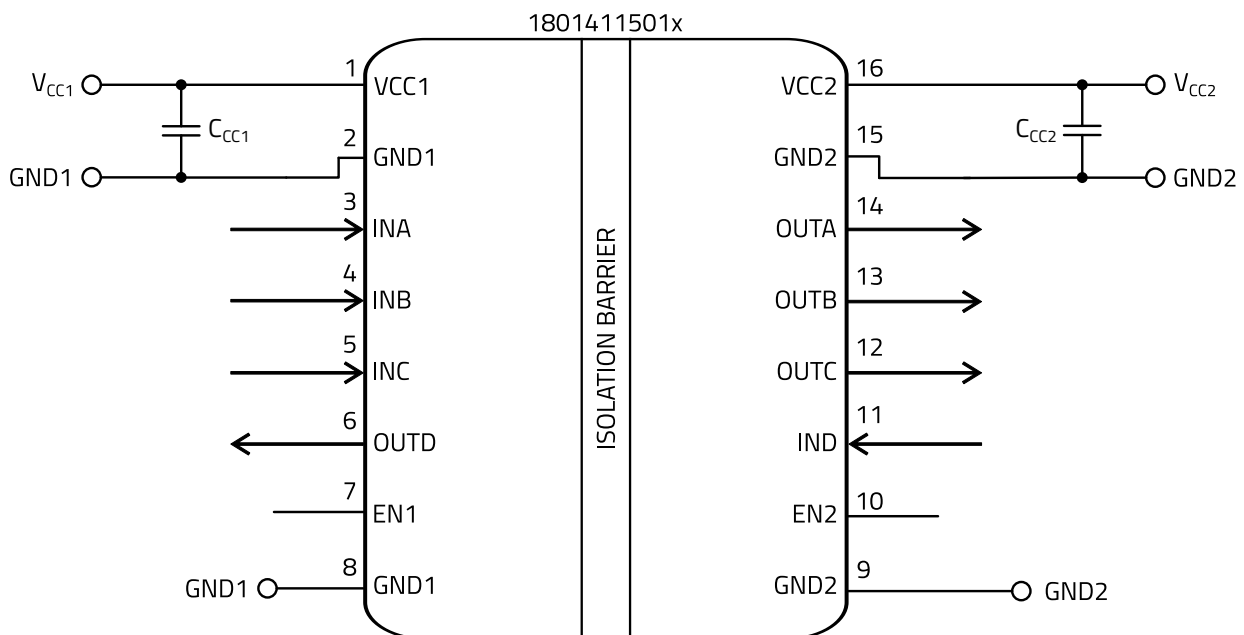 1801411501x
1 16
VCC1 VCC1 VCC2 VCC2
CCC1 2 15 CCC2
GND1 GND1 GND2 GND2
3 14
INA OUTA
4 13
INB OUTB
5 12
INC OUTC
6 11
OUTD IND
7 10
EN1 EN2
8 9
GND1 GND1 GND2 GND2
ISOLATION BARRIER